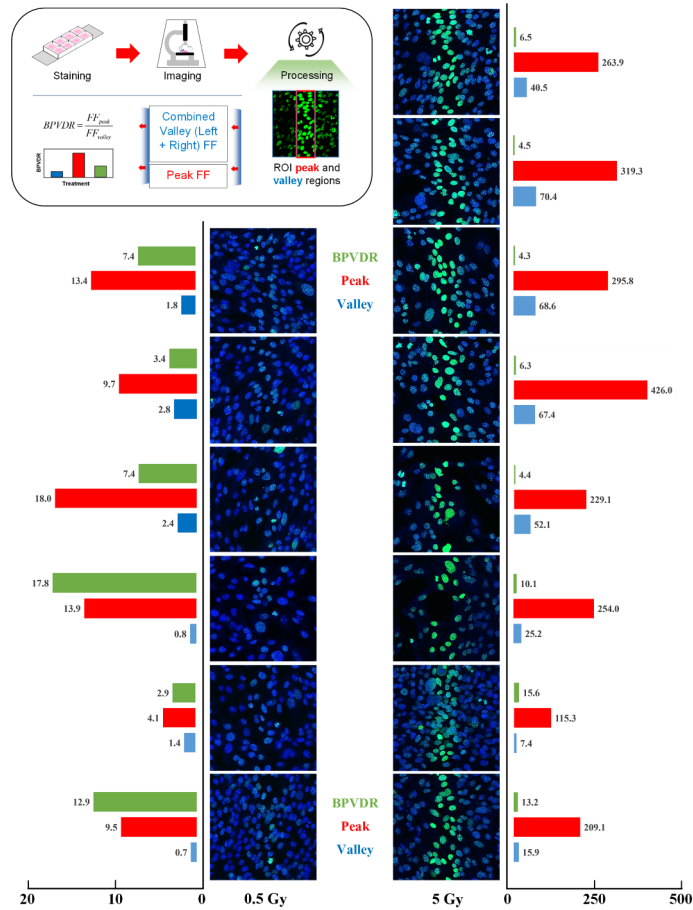 Staining
Imaging
Processing
BPVDR = FFpeak / FFvalley
Combined
Valley (Left
+ Right) FF
Peak FF
BPVDR
Treatment
ROI peak and
valley regions
6.5
263.9
40.5
4.5
319.3
70.4
7.4
13.4
1.8
BPVDR
Peak
Valley
4.3
295.8
68.6
3.4
9.7
2.8
6.3
426.0
67.4
7.4
18.0
2.4
4.4
229.1
52.1
17.8
13.9
0.8
10.1
254.0
25.2
2.9
4.1
1.4
15.6
115.3
7.4
12.9
9.5
0.7
BPVDR
Peak
Valley
13.2
209.1
15.9
20 10 0 0.5 Gy 5 Gy 0 250 500